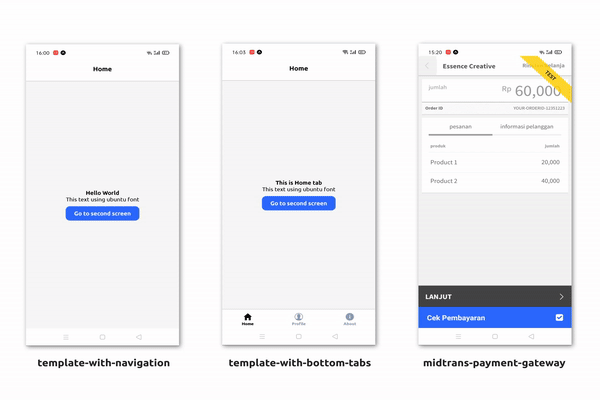 16:00
Home
Hello World
This text using ubuntu font
Go to second screen
template-with-navigation
16:03
Home
This is Home tab
This text using ubuntu font
Go to second screen
Home
Profile
About
template-with-bottom-tabs
15:20
Essence Creative
TEST
jumlah
Rp 60,000
Order ID
YOUR-ORDERID-12351123
pesanan
informasi pelanggan
produk
jumlah
Product 1
20,000
Product 2
40,000
LANJUT
Cek Pembayaran
midtrans-payment-gateway